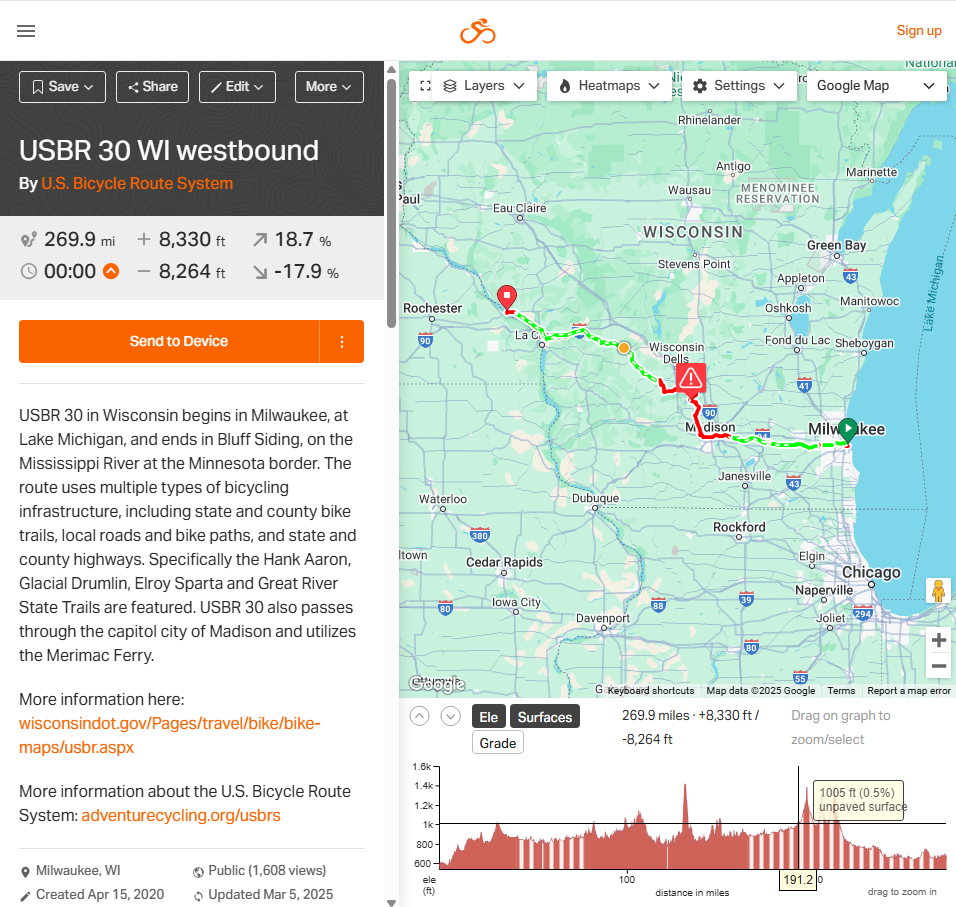 Sign up
Save
Share
Edit
More
USBR 30 WI westbound
By U.S. Bicycle Route System
269.9 mi
8,330 ft
18.7 %
00:00
8,264 ft
-17.9 %
Send to Device
USBR 30 in Wisconsin begins in Milwaukee, at
Lake Michigan, and ends in Bluff Siding, on the
Mississippi River at the Minnesota border. The
route uses multiple types of bicycling
infrastructure, including state and county bike
trails, local roads and bike paths, and state and
county highways. Specifically the Hank Aaron,
Glacial Drumlin, Elroy Sparta and Great River
State Trails are featured. USBR 30 also passes
through the capitol city of Madison and utilizes
the Merimac Ferry.
More information here:
wisconsindot.gov/Pages/travel/bike/bike-
maps/usbr.aspx
More information about the U.S. Bicycle Route
System: adventurecycling.org/usbrs
Milwaukee, WI
Public (1,608 views)
Created Apr 15, 2020
Updated Mar 5, 2025
Layers
Heatmaps
Settings
Google Map
National
Rhinelander
Antigo
Marinette
Wausau
MENOMINEE
RESERVATION
Paul
Eau Claire
WISCONSIN
Green Bay
Stevens Point
43
Appleton
Lake Michigan
Manitowoc
Rochester
Oshkosh
90
La C
Wisconsin
Dells
Fond du Lac
Sheboygan
41
90
Madison
94
Milwaukee
Janesville
43
Waterloo
Dubuque
380
Rockford
ltown
Cedar Rapids
Elgin
Chicago
Naperville
Iowa City
80
88
39
294
Davenport
Joliet
80
55
Ottumwa
Google
Keyboard shortcuts
Map data ©2025 Google
Terms
Report a map error
Ele
Surfaces
Grade
269.9 miles · +8,330 ft /
-8,264 ft
Drag on graph to
zoom/select
1.6k
1.4k
1.2k
1k
800
600
1005 ft (0.5%)
unpaved surface
ele
(ft)
100
191.2
0
distance in miles
drag to zoom in